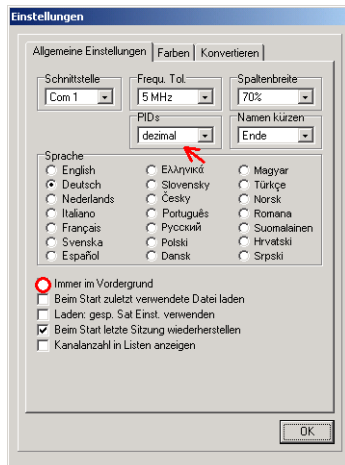 Einstellungen
Allgemeine Einstellungen Farben Konvertieren
Schnittstelle Frequ. Tol. Spaltenbreite
Com 1 5 MHz 70%
PIDs Namen kürzen
dezimal Ende
Sprache
English Ελληνικά Magyar
Deutsch Slovensky Türkçe
Nederlands Česky Norsk
Italiano Português Romana
Français Русский Suomalainen
Svenska Polski Hrvatski
Español Dansk Srpski
Immer im Vordergrund
Beim Start zuletzt verwendete Datei laden
Laden: gesp. Sat Einst. verwenden
Beim Start letzte Sitzung wiederherstellen
Kanalanzahl in Listen anzeigen
OK